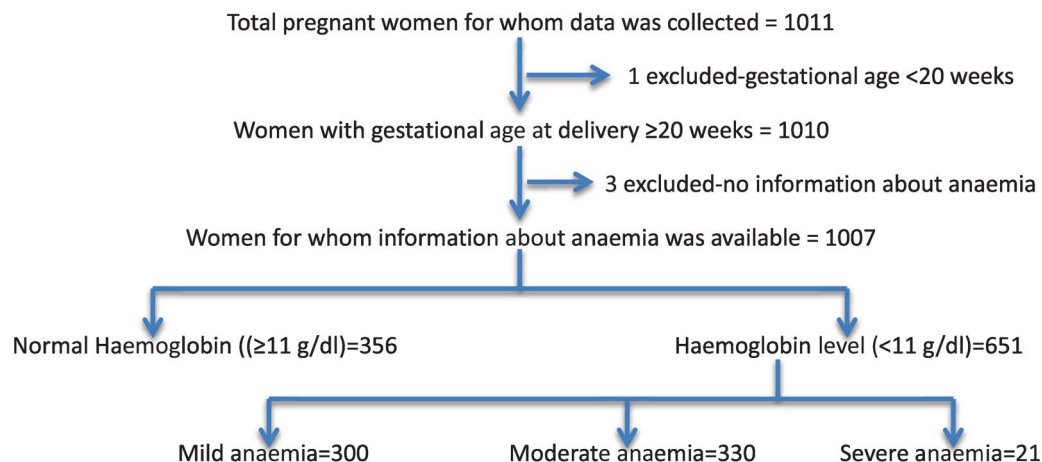 Total pregnant women for whom data was collected = 1011
1 excluded-gestational age <20 weeks
Women with gestational age at delivery ≥20 weeks = 1010
3 excluded-no information about anaemia
Women for whom information about anaemia was available = 1007
Normal Haemoglobin ((≥11 g/dl)=356
Haemoglobin level (<11 g/dl)=651
Mild anaemia=300
Moderate anaemia=330
Severe anaemia=21